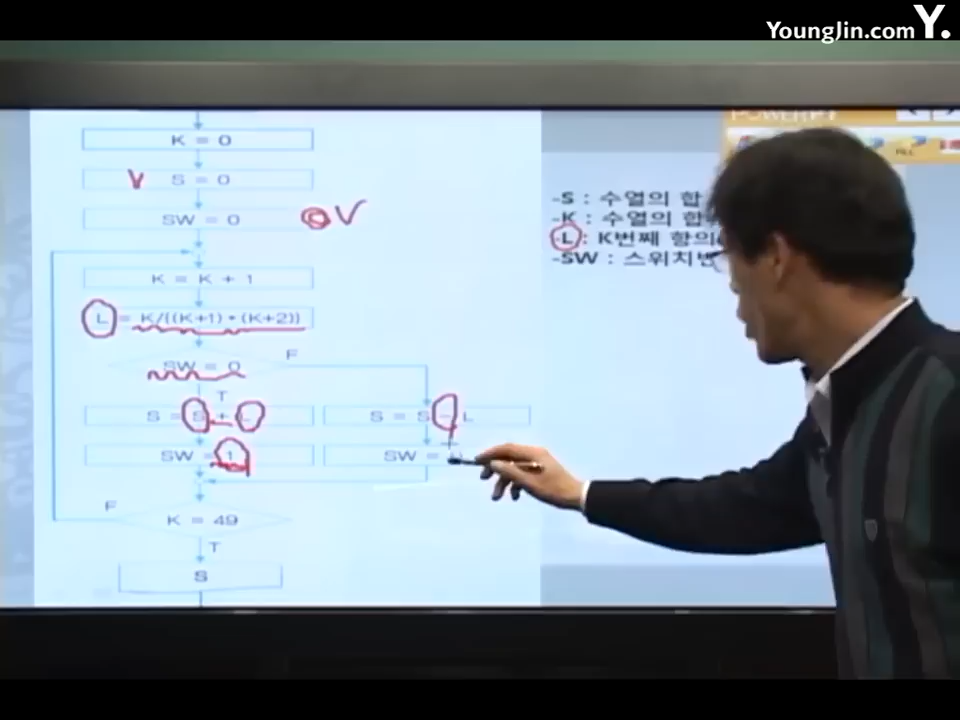 YoungJin.com Y.
POWERPT
K = 0
V S = 0
SW = 0 V
K = K + 1
L = K/((K+1)*(K+2))
SW = 0
F
T
S = S + L
S = S - L
SW = 1
SW =
F
K = 49
T
S
-S : 수열의 합
-K : 수열의 합
-L : K번째 항의
-SW : 스위치변